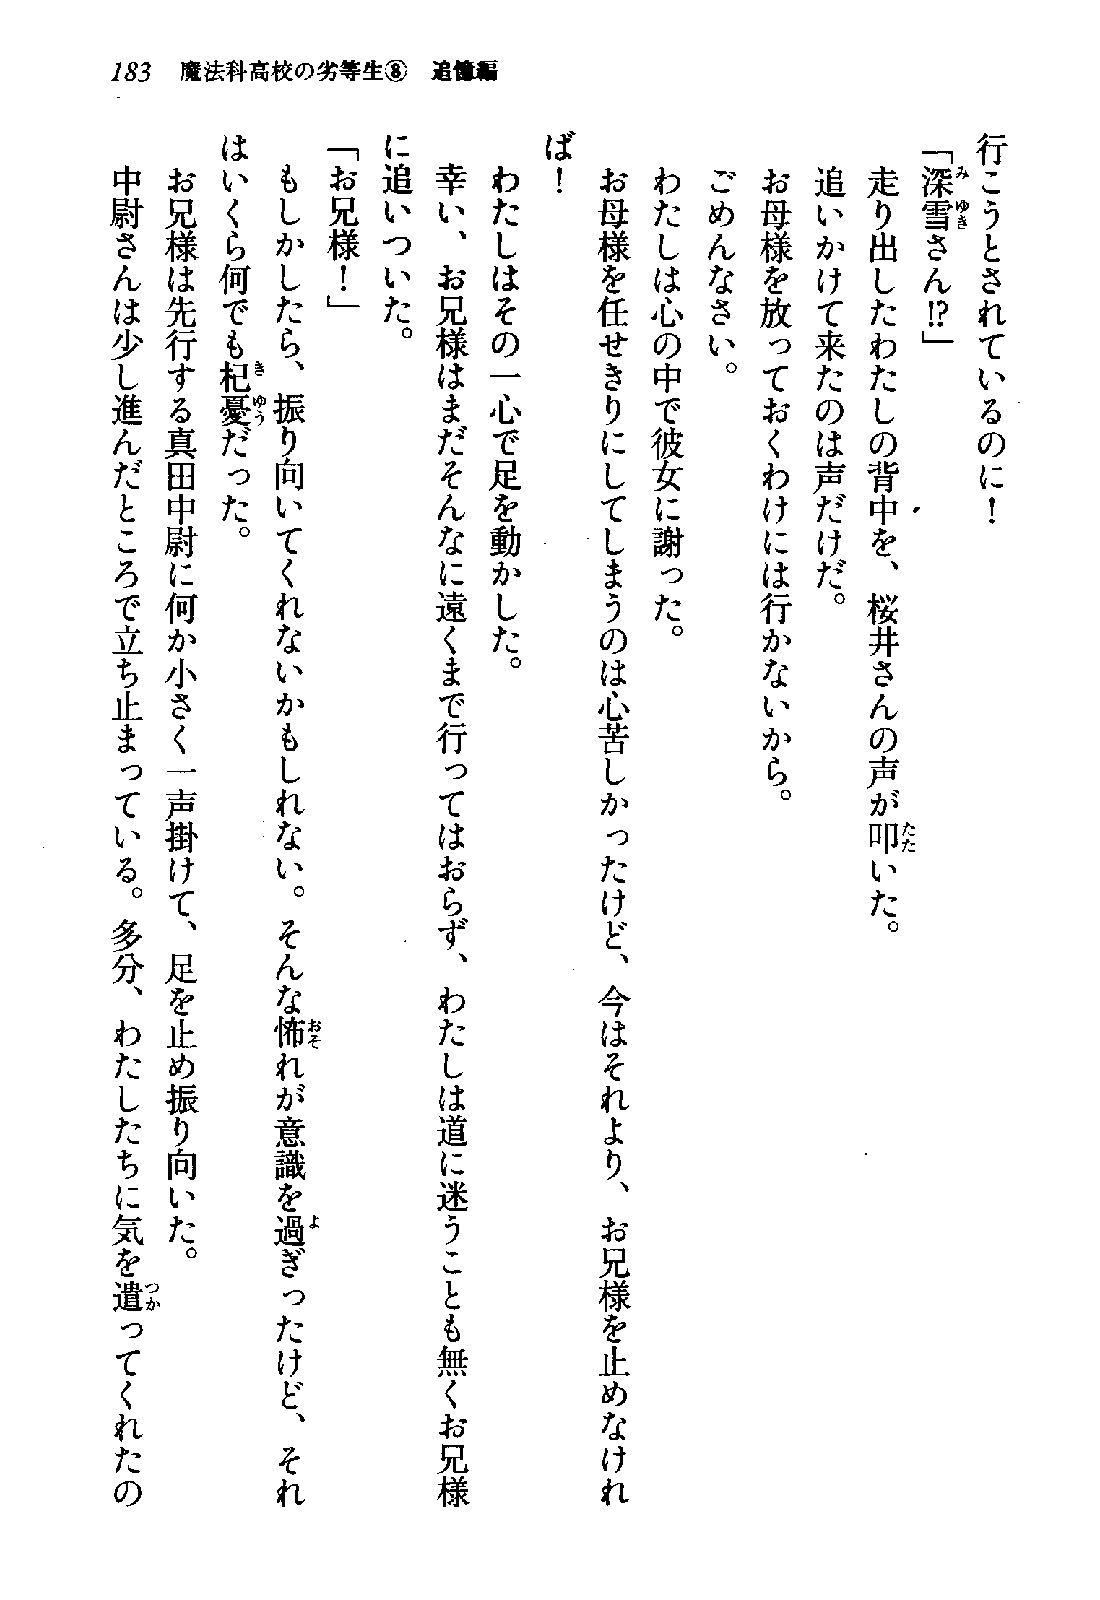 183 魔法科高校の劣等生⑧ 追憶編
行こうとされているのに！
「深雪さん!?」
走り出したわたしの背中を、桜井さんの声が叩いた。
追いかけて来たのは声だけだ。
お母様を放っておくわけには行かないから。
ごめんなさい。
わたしは心の中で彼女に謝った。
お母様を任せきりにしてしまうのは心苦しかったけど、今はそれより、お兄様を止めなけれ
ば！
わたしはその一心で足を動かした。
幸い、お兄様はまだそんなに遠くまで行ってはおらず、わたしは道に迷うことも無くお兄様
に追いついた。
「お兄様！」
もしかしたら、振り向いてくれないかもしれない。そんな怖れが意識を過ぎったけど、それ
はいくら何でも杞憂だった。
お兄様は先行する真田中尉に何か小さく一声掛けて、足を止め振り向いた。
中尉さんは少し進んだところで立ち止まっている。多分、わたしたちに気を遣ってくれたの